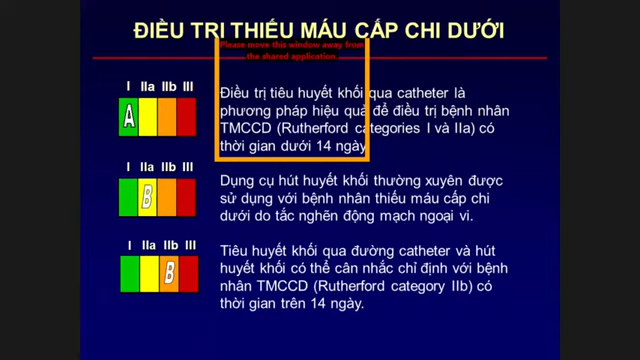 ĐIỀU TRỊ THIẾU MÁU CẤP CHI DƯỚI
Please move this window away from
the shared application.
I IIa IIb III
A
Điều trị tiêu huyết khối qua catheter là
phương pháp hiệu quả để điều trị bệnh nhân
TMCCD (Rutherford categories I và IIa) có
thời gian dưới 14 ngày
I IIa IIb III
B
Dụng cụ hút huyết khối thường xuyên được
sử dụng với bệnh nhân thiếu máu cấp chi
dưới do tắc nghẽn động mạch ngoại vi.
I IIa IIb III
B
Tiêu huyết khối qua đường catheter và hút
huyết khối có thể cân nhắc chỉ định với bệnh
nhân TMCCD (Rutherford category IIb) có
thời gian trên 14 ngày.